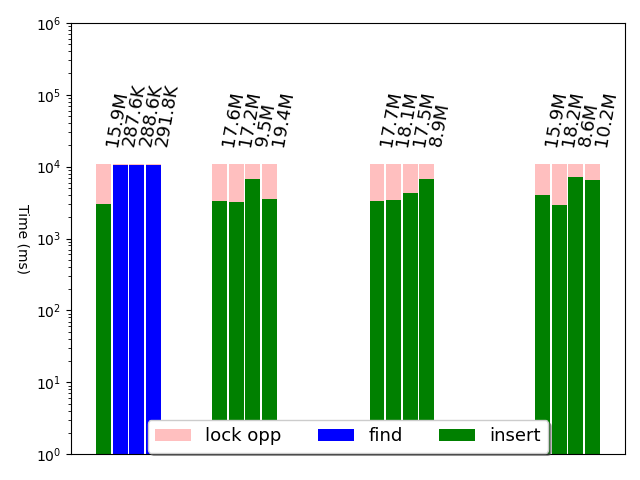 10^6
10^5
10^4
10^3
10^2
10^1
10^0
Time (ms)
15.9M
287.6K
288.6K
291.8K
17.6M
17.2M
9.5M
19.4M
17.7M
18.1M
17.5M
8.9M
15.9M
18.2M
8.6M
10.2M
lock opp find insert